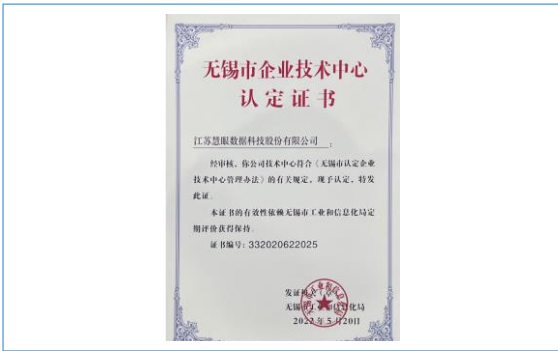 无锡市企业技术中心
认定证书
江苏慧眼数据科技股份有限公司：
经审核，你公司技术中心符合《无锡市认定企业
技术中心管理办法》的有关规定，现予认定，特发
此证。
本证书的有效性依赖无锡市工业和信息化局定
期评价获得保持。
证书编号：332020622025
发证
无锡市工业和信息化局
2022年5月20日